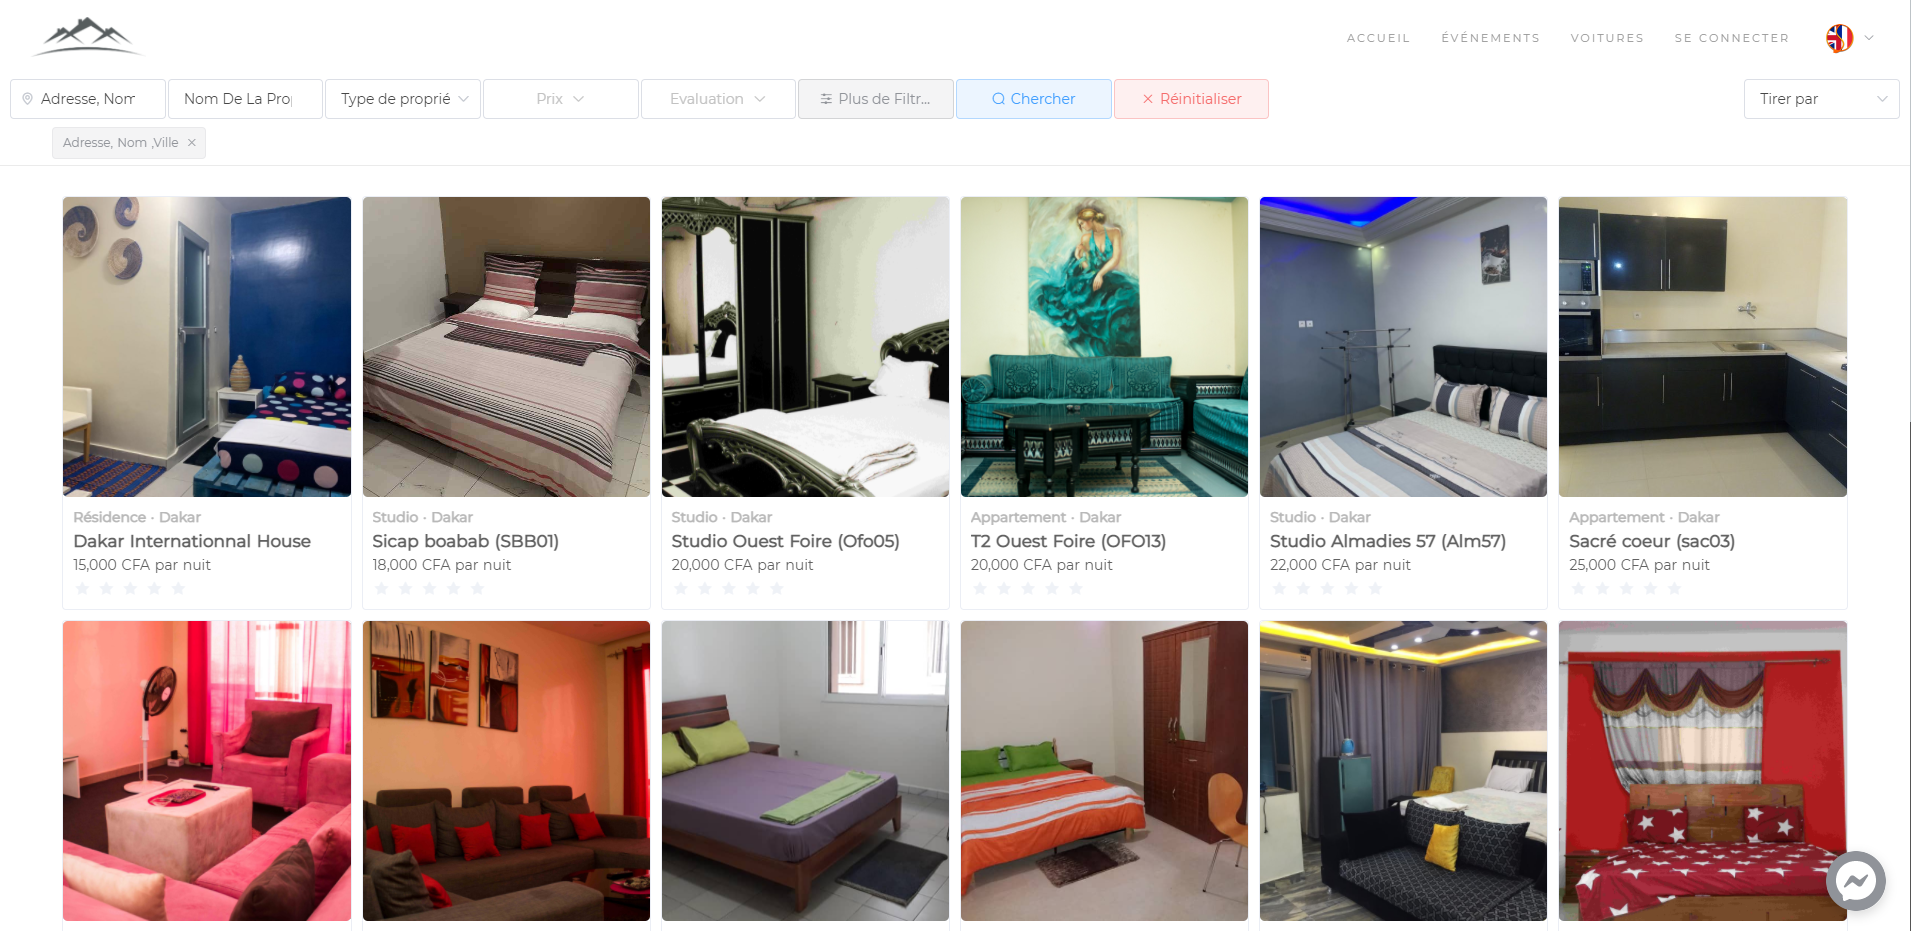 ACCUEIL ÉVÉNEMENTS VOITURES SE CONNECTER
Adresse, Nom Nom De La Pro Type de proprié Prix Evaluation Plus de Filtr... Chercher Réinitialiser Tirer par
Adresse, Nom ,Ville
Résidence · Dakar
Dakar Internationnal House
15,000 CFA par nuit
Studio · Dakar
Sicap boabab (SBB01)
18,000 CFA par nuit
Studio · Dakar
Studio Ouest Foire (Ofo05)
20,000 CFA par nuit
Appartement · Dakar
T2 Ouest Foire (OFO13)
20,000 CFA par nuit
Studio · Dakar
Studio Almadies 57 (Alm57)
22,000 CFA par nuit
Appartement · Dakar
Sacré coeur (sac03)
25,000 CFA par nuit